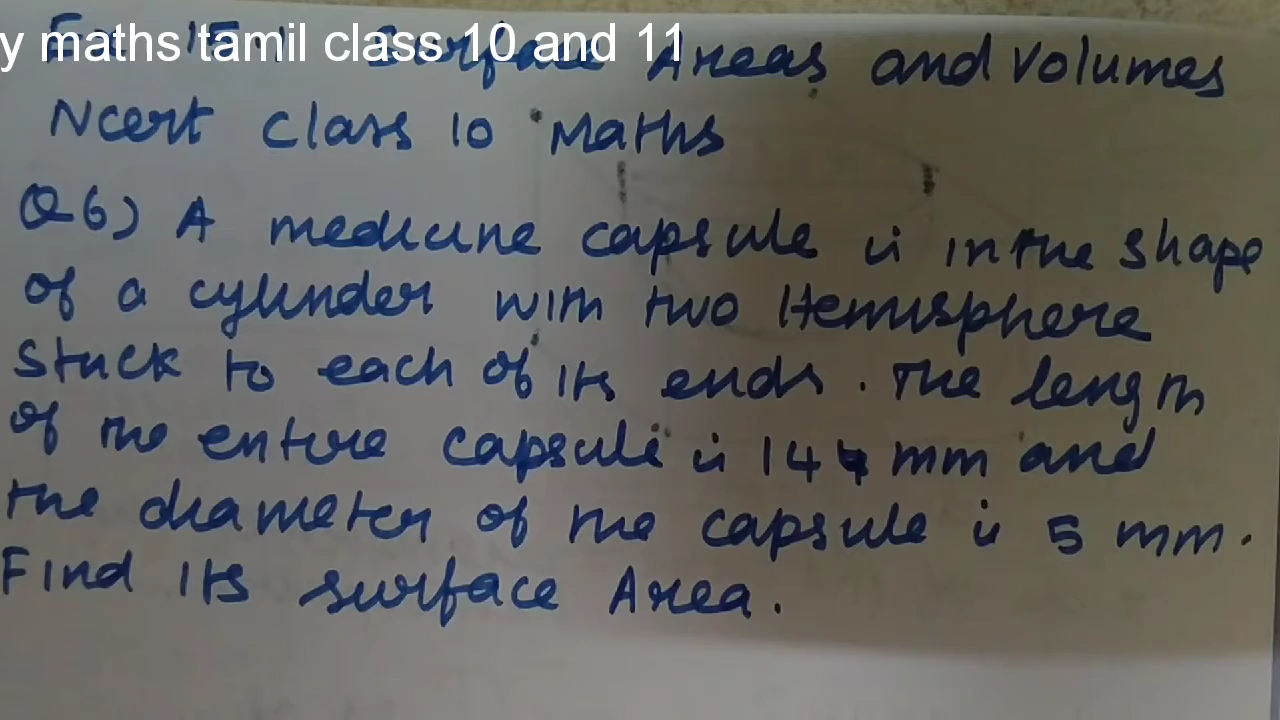 y maths tamil class 10 and 11
Surface Areas and Volumes
Ncert Class 10 Maths
Q6) A medicine capsule is in the shape
of a cylinder with two Hemisphere
stuck to each of its ends. The length
of the entire capsule is 14 mm and
the diameter of the capsule is 5 mm.
Find its surface Area.